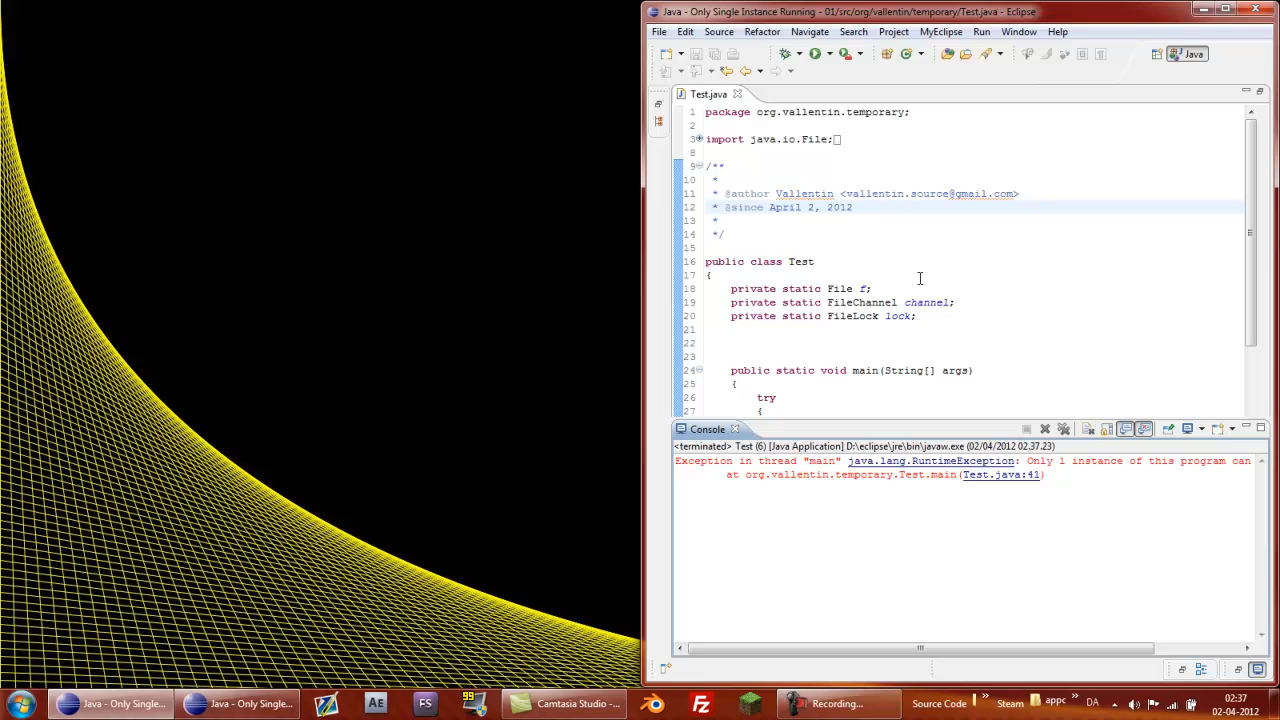 Java - Only Single Instance Running - 01/src/org/vallentin/temporary/Test.java - Eclipse
File Edit Source Refactor Navigate Search Project MyEclipse Run Window Help
Java
Test.java
1 package org.vallentin.temporary;
2
3 import java.io.File;
8
9 /**
10 *
11 * @author Vallentin <vallentin.source@gmail.com>
12 * @since April 2, 2012
13 *
14 */
15
16 public class Test
17 {
18 private static File f;
19 private static FileChannel channel;
20 private static FileLock lock;
21
22
23
24 public static void main(String[] args)
25 {
26 try
27 {
Console
<terminated> Test (6) [Java Application] D:\eclipse\jre\bin\javaw.exe (02/04/2012 02.37.23)
Exception in thread "main" java.lang.RuntimeException: Only 1 instance of this program can
at org.vallentin.temporary.Test.main(Test.java:41)
Java - Only Single... Java - Only Single... AE FS 99 Camtasia Studio -... Fz Recording... Source Code » Steam » appc » DA 02:37
02-04-2012